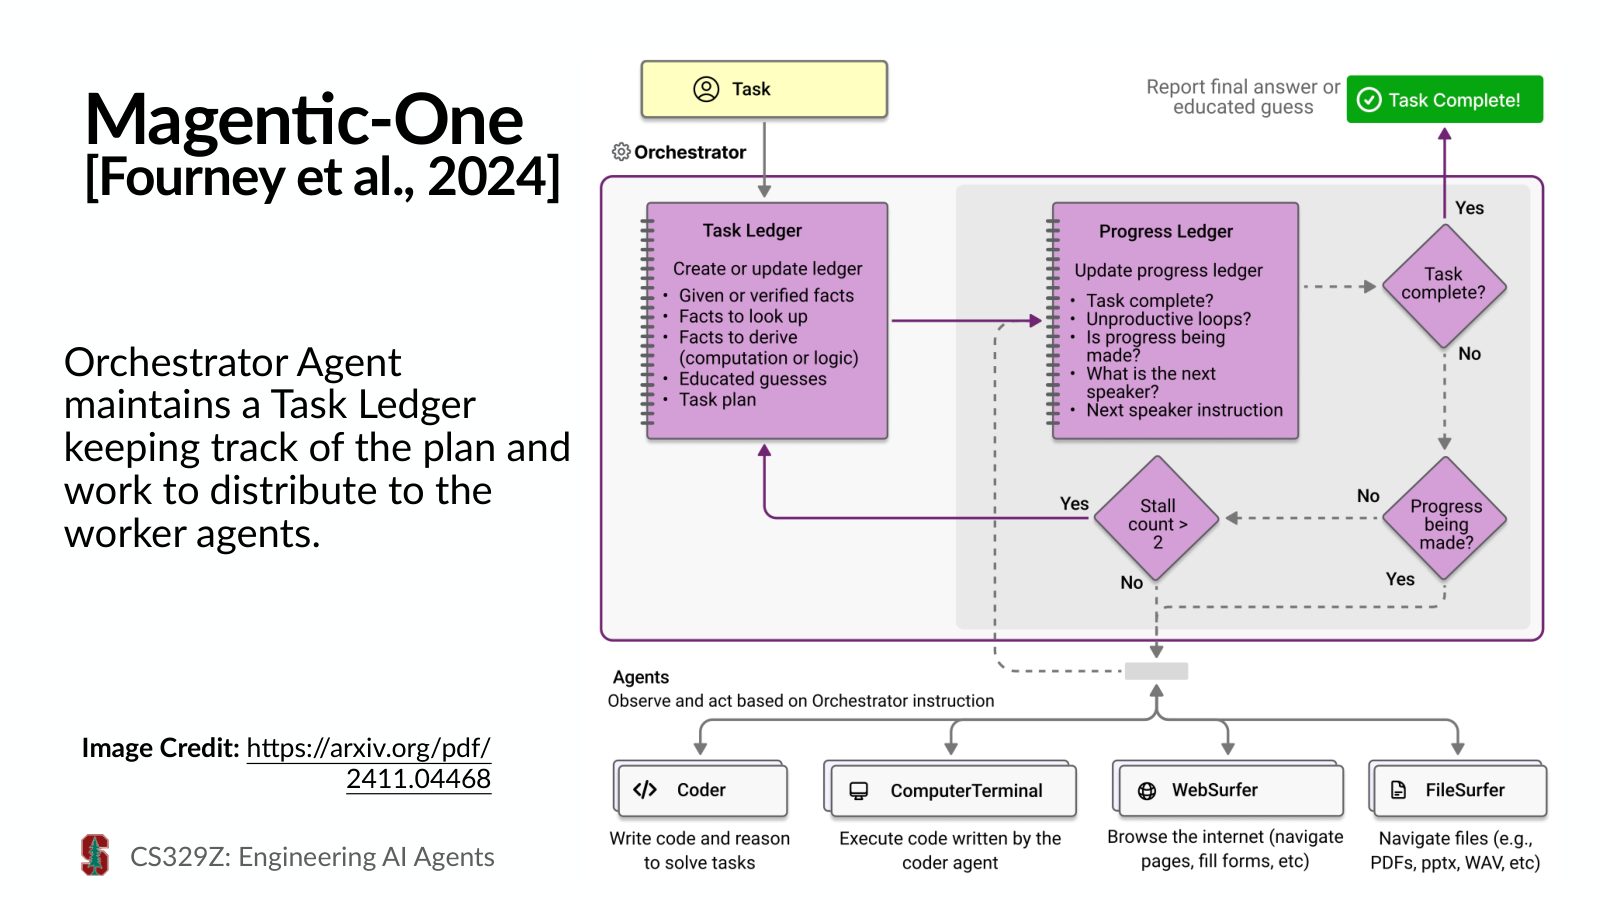 Magentic-One
[Fourney et al., 2024]
Orchestrator Agent
maintains a Task Ledger
keeping track of the plan and
work to distribute to the
worker agents.
Image Credit: https://arxiv.org/pdf/
2411.04468
CS329Z: Engineering AI Agents
Task
Report final answer or
educated guess
Task Complete!
Orchestrator
Task Ledger
Create or update ledger
• Given or verified facts
• Facts to look up
• Facts to derive
(computation or logic)
• Educated guesses
• Task plan
Progress Ledger
Update progress ledger
• Task complete?
• Unproductive loops?
• Is progress being
made?
• What is the next
speaker?
• Next speaker instruction
Yes
Task
complete?
No
Progress
being
made?
No
Yes
Stall
count >
2
Yes
No
Agents
Observe and act based on Orchestrator instruction
Coder
Write code and reason
to solve tasks
ComputerTerminal
Execute code written by the
coder agent
WebSurfer
Browse the internet (navigate
pages, fill forms, etc)
FileSurfer
Navigate files (e.g.,
PDFs, pptx, WAV, etc)